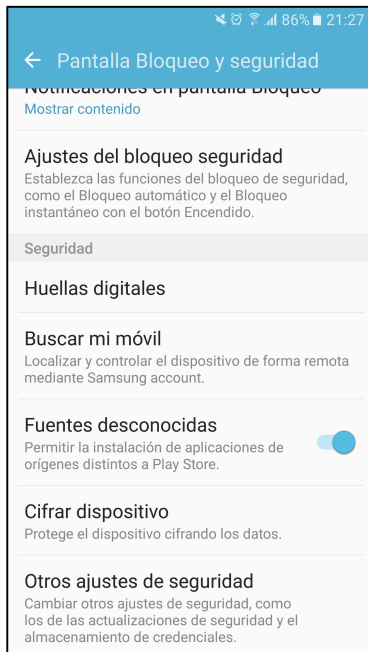 86% 21:27
Pantalla Bloqueo y seguridad
Notificaciones en pantalla Bloqueo
Mostrar contenido
Ajustes del bloqueo seguridad
Establezca las funciones del bloqueo de seguridad,
como el Bloqueo automático y el Bloqueo
instantáneo con el botón Encendido.
Seguridad
Huellas digitales
Buscar mi móvil
Localizar y controlar el dispositivo de forma remota
mediante Samsung account.
Fuentes desconocidas
Permitir la instalación de aplicaciones de
orígenes distintos a Play Store.
Cifrar dispositivo
Protege el dispositivo cifrando los datos.
Otros ajustes de seguridad
Cambiar otros ajustes de seguridad, como
los de las actualizaciones de seguridad y el
almacenamiento de credenciales.